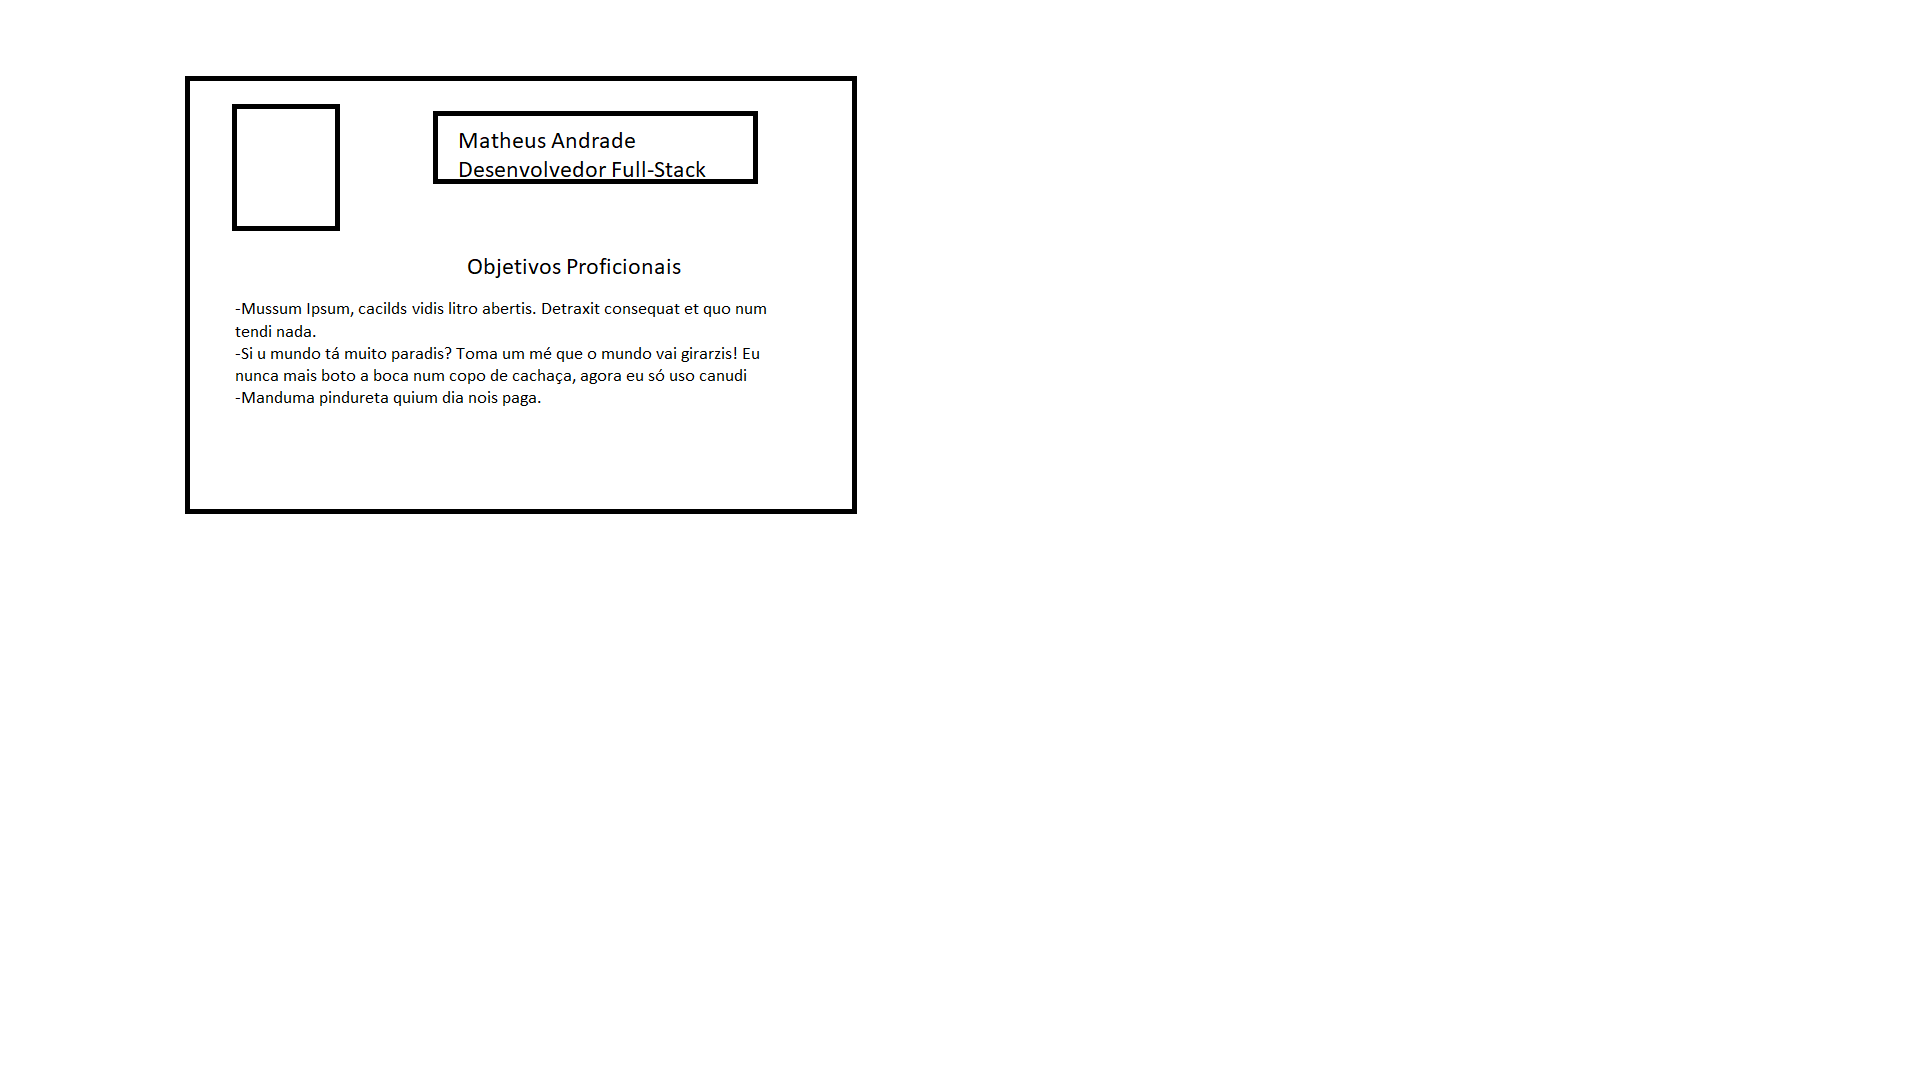 Matheus Andrade
Desenvolvedor Full-Stack
Objetivos Proficionais
-Mussum Ipsum, cacilds vidis litro abertis. Detraxit consequat et quo num
tendi nada.
-Si u mundo tá muito paradis? Toma um mé que o mundo vai girarzis! Eu
nunca mais boto a boca num copo de cachaça, agora eu só uso canudi
-Manduma pindureta quium dia nois paga.